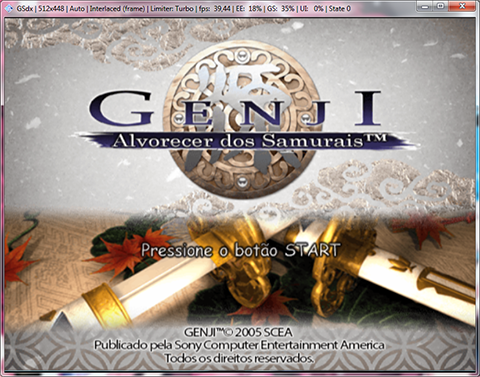 GSdx | 512x448 | Auto | Interlaced (frame) | Limiter: Turbo | fps: 39,44 | EE: 18% | GS: 35% | UI: 0% | State 0
GENJI
Alvorecer dos Samurais™
Pressione o botão START
GENJI™© 2005 SCEA
Publicado pela Sony Computer Entertainment America
Todos os direitos reservados.